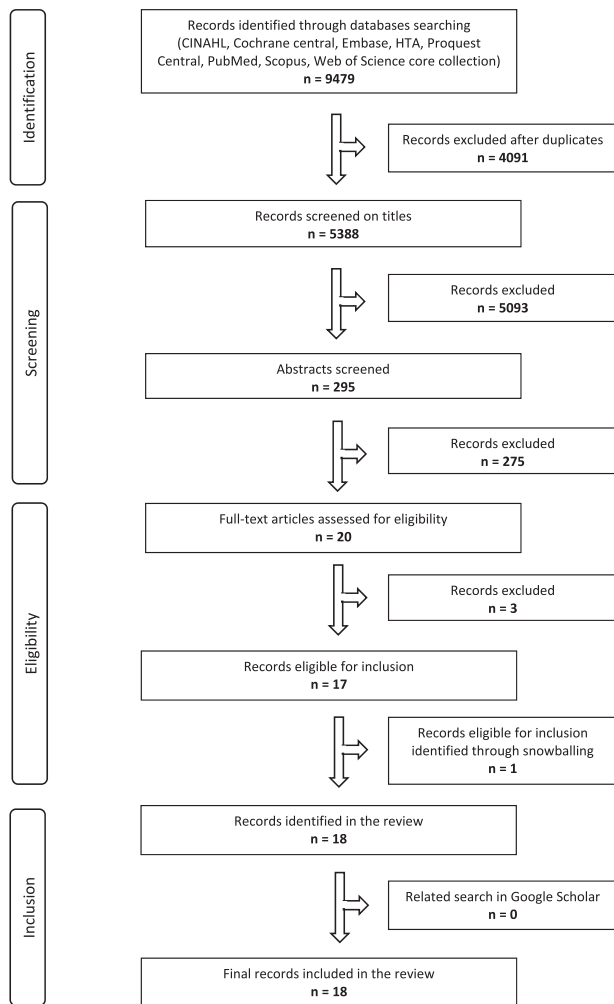 Identification
Records identified through databases searching
(CINAHL, Cochrane central, Embase, HTA, Proquest
Central, PubMed, Scopus, Web of Science core collection)
n = 9479
Records excluded after duplicates
n = 4091
Screening
Records screened on titles
n = 5388
Records excluded
n = 5093
Abstracts screened
n = 295
Records excluded
n = 275
Eligibility
Full-text articles assessed for eligibility
n = 20
Records excluded
n = 3
Records eligible for inclusion
n = 17
Records eligible for inclusion
identified through snowballing
n = 1
Inclusion
Records identified in the review
n = 18
Related search in Google Scholar
n = 0
Final records included in the review
n = 18